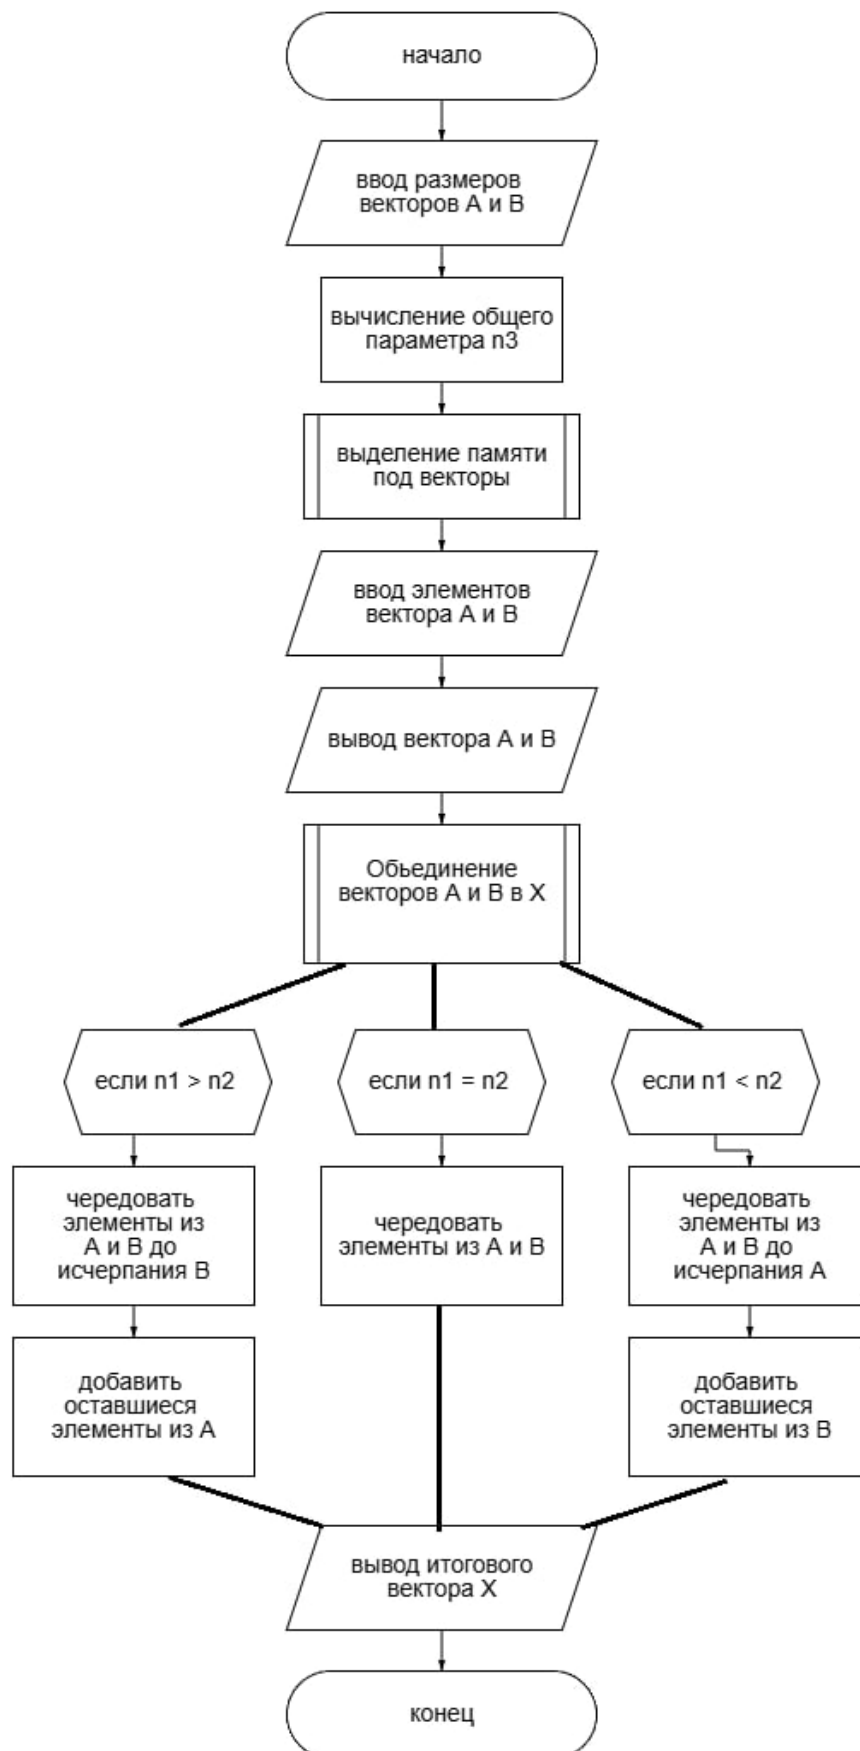 начало
ввод размеров
векторов А и В
вычисление общего
параметра n3
выделение памяти
под векторы
ввод элементов
вектора А и В
вывод вектора А и В
Обьединение
векторов А и В в X
если n1 > n2
если n1 = n2
если n1 < n2
чередовать
элементы из
А и В до
исчерпания В
чередовать
элементы из А и В
чередовать
элементы из
А и В до
исчерпания А
добавить
оставшиеся
элементы из А
добавить
оставшиеся
элементы из В
вывод итогового
вектора X
конец